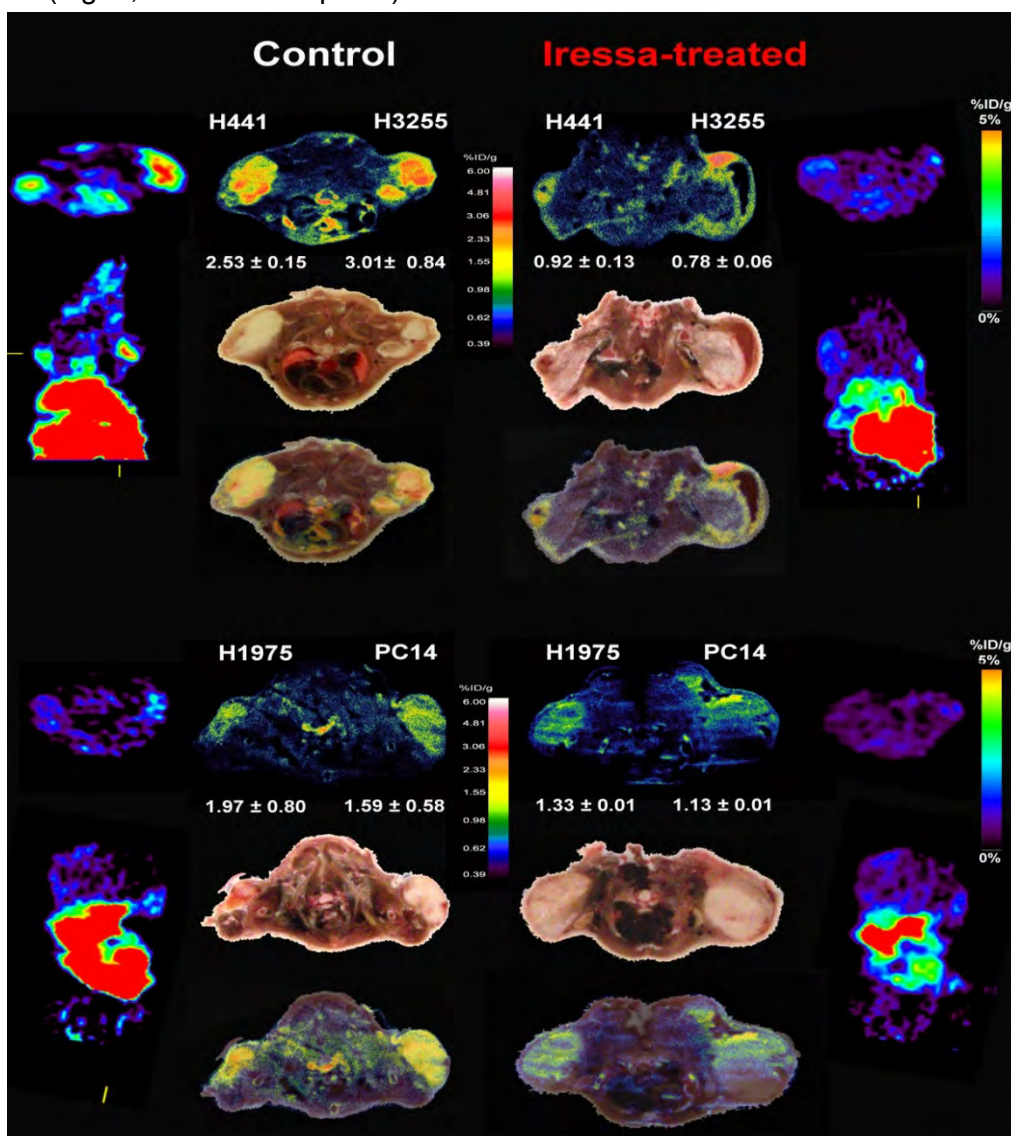 Control Iressa-treated
H441 H3255 H441 H3255
%ID/g
5%
0%
%ID/g
6.00
4.81
3.06
2.33
1.55
0.98
0.62
0.39
2.53 ± 0.15 3.01± 0.84 0.92 ± 0.13 0.78 ± 0.06
H1975 PC14 H1975 PC14
%ID/g
5%
0%
%ID/g
6.00
4.81
3.06
2.33
1.55
0.98
0.62
0.39
1.97 ± 0.80 1.59 ± 0.58 1.33 ± 0.01 1.13 ± 0.01